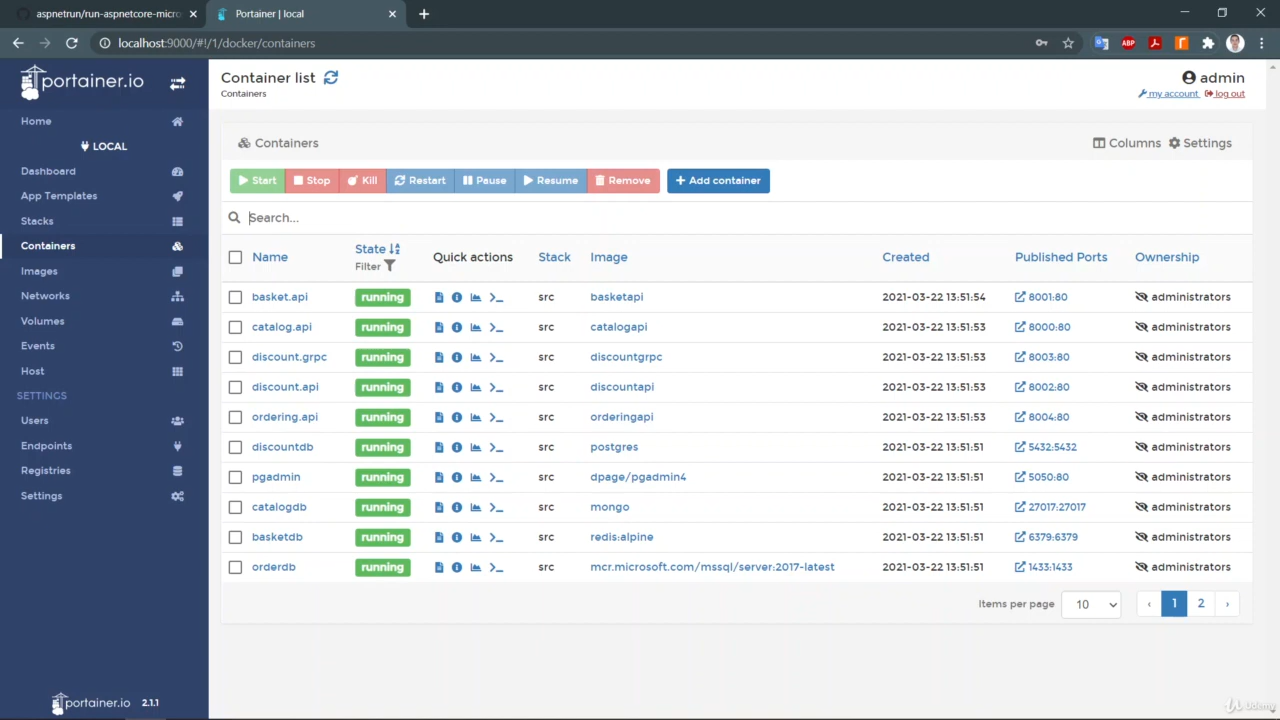 aspnetrun/run-aspnetcore-micro
Portainer | local
localhost:9000/#!/1/docker/containers
ABP
portainer.io
Container list
Containers
admin
my account log out
Home
LOCAL
Dashboard
App Templates
Stacks
Containers
Images
Networks
Volumes
Events
Host
SETTINGS
Users
Endpoints
Registries
Settings
portainer.io 2.1.1
Containers
Columns Settings
Start Stop Kill Restart Pause Resume Remove Add container
Search...
Name State Filter Quick actions Stack Image Created Published Ports Ownership
basket.api running src basketapi 2021-03-22 13:51:54 8001:80 administrators
catalog.api running src catalogapi 2021-03-22 13:51:53 8000:80 administrators
discount.grpc running src discountgrpc 2021-03-22 13:51:53 8003:80 administrators
discount.api running src discountapi 2021-03-22 13:51:53 8002:80 administrators
ordering.api running src orderingapi 2021-03-22 13:51:53 8004:80 administrators
discountdb running src postgres 2021-03-22 13:51:51 5432:5432 administrators
pgadmin running src dpage/pgadmin4 2021-03-22 13:51:51 5050:80 administrators
catalogdb running src mongo 2021-03-22 13:51:51 27017:27017 administrators
basketdb running src redis:alpine 2021-03-22 13:51:51 6379:6379 administrators
orderdb running src mcr.microsoft.com/mssql/server:2017-latest 2021-03-22 13:51:51 1433:1433 administrators
Items per page 10 ‹ 1 2 ›
Udemy